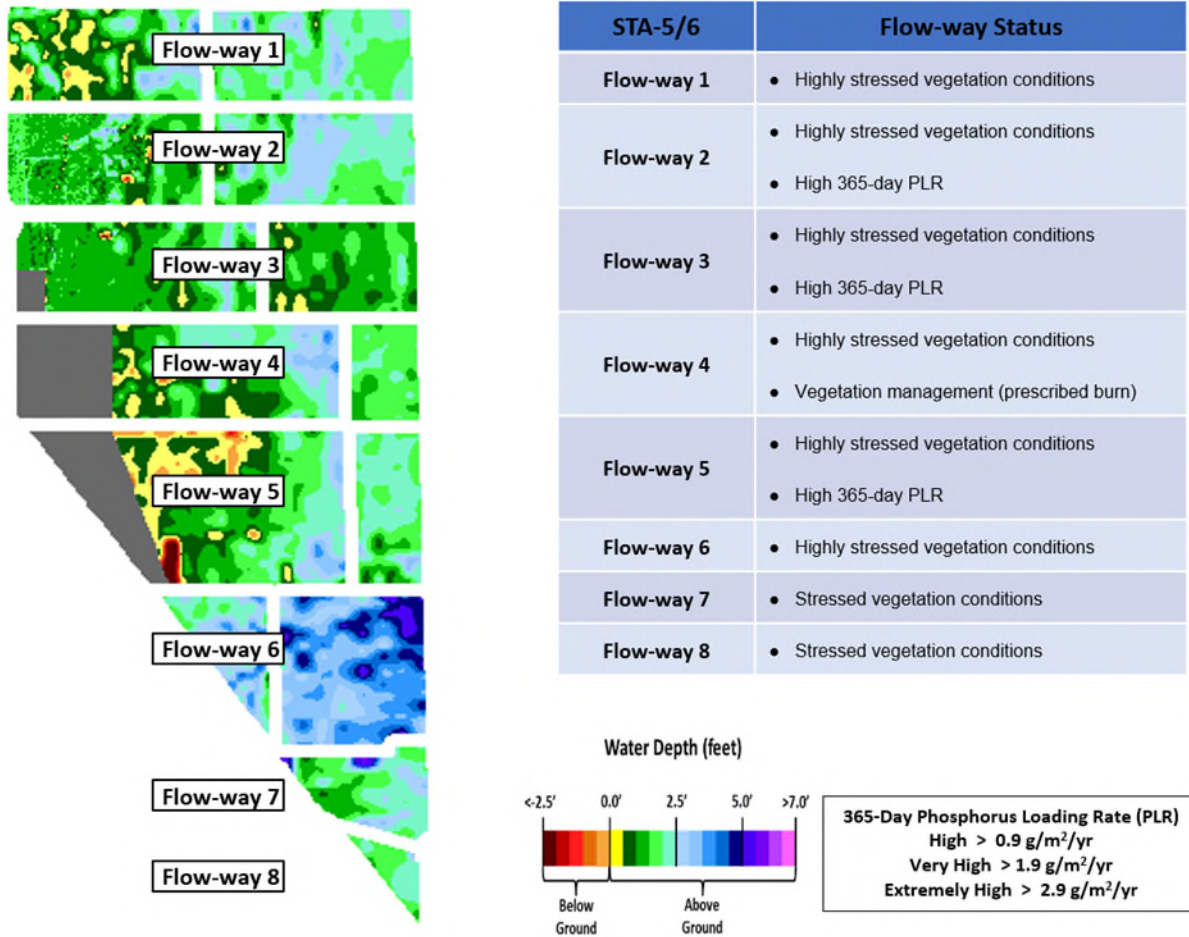 Flow-way 1
Flow-way 2
Flow-way 3
Flow-way 4
Flow-way 5
Flow-way 6
Flow-way 7
Flow-way 8
STA-5/6 Flow-way Status
Flow-way 1 • Highly stressed vegetation conditions
Flow-way 2 • Highly stressed vegetation conditions
• High 365-day PLR
Flow-way 3 • Highly stressed vegetation conditions
• High 365-day PLR
Flow-way 4 • Highly stressed vegetation conditions
• Vegetation management (prescribed burn)
Flow-way 5 • Highly stressed vegetation conditions
• High 365-day PLR
Flow-way 6 • Highly stressed vegetation conditions
Flow-way 7 • Stressed vegetation conditions
Flow-way 8 • Stressed vegetation conditions
Water Depth (feet)
<-2.5' 0.0' 2.5' 5.0' >7.0'
Below Ground
Above Ground
365-Day Phosphorus Loading Rate (PLR)
High > 0.9 g/m²/yr
Very High > 1.9 g/m²/yr
Extremely High > 2.9 g/m²/yr